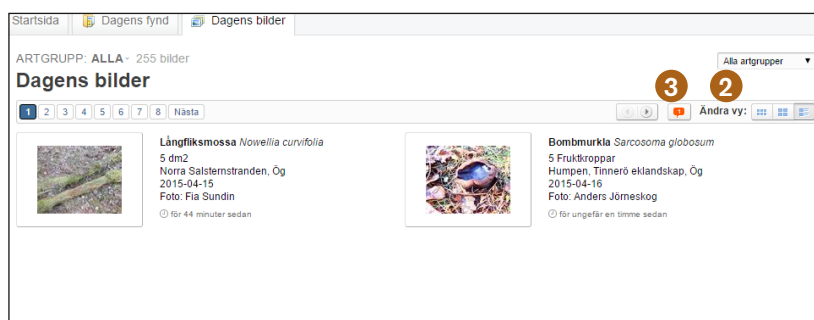 Startsida Dagens fynd Dagens bilder
ARTGRUPP: ALLA 255 bilder
Alla artgrupper
Dagens bilder
3 2
1 2 3 4 5 6 7 8 Nästa
Ändra vy:
Långfliksmossa Nowellia curvifolia
5 dm2
Norra Salsternstranden, Ög
2015-04-15
Foto: Fia Sundin
för 44 minuter sedan
Bombmurkla Sarcosoma globosum
5 Fruktkroppar
Humpen, Tinnerö eklandskap, Ög
2015-04-16
Foto: Anders Jörneskog
för ungefär en timme sedan